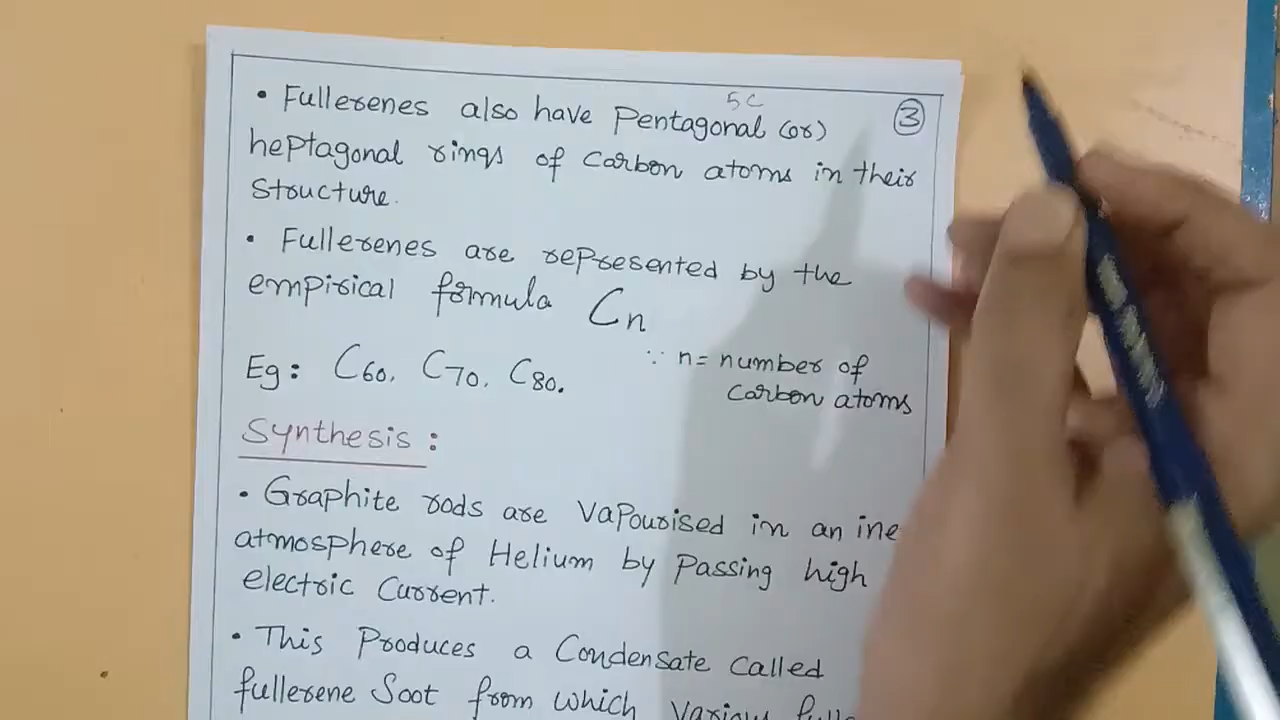 5C
• Fullerenes also have Pentagonal (or) ③
heptagonal rings of carbon atoms in their
Structure.
• Fullerenes are represented by the
empirical formula Cn
∵ n = number of
carbon atoms
Eg: C60, C70, C80.
Synthesis:
• Graphite rods are Vapourised in an
atmosphere of Helium by Passing high
electric Current.
• This Produces a Condensate Called
fullerene Soot from which various